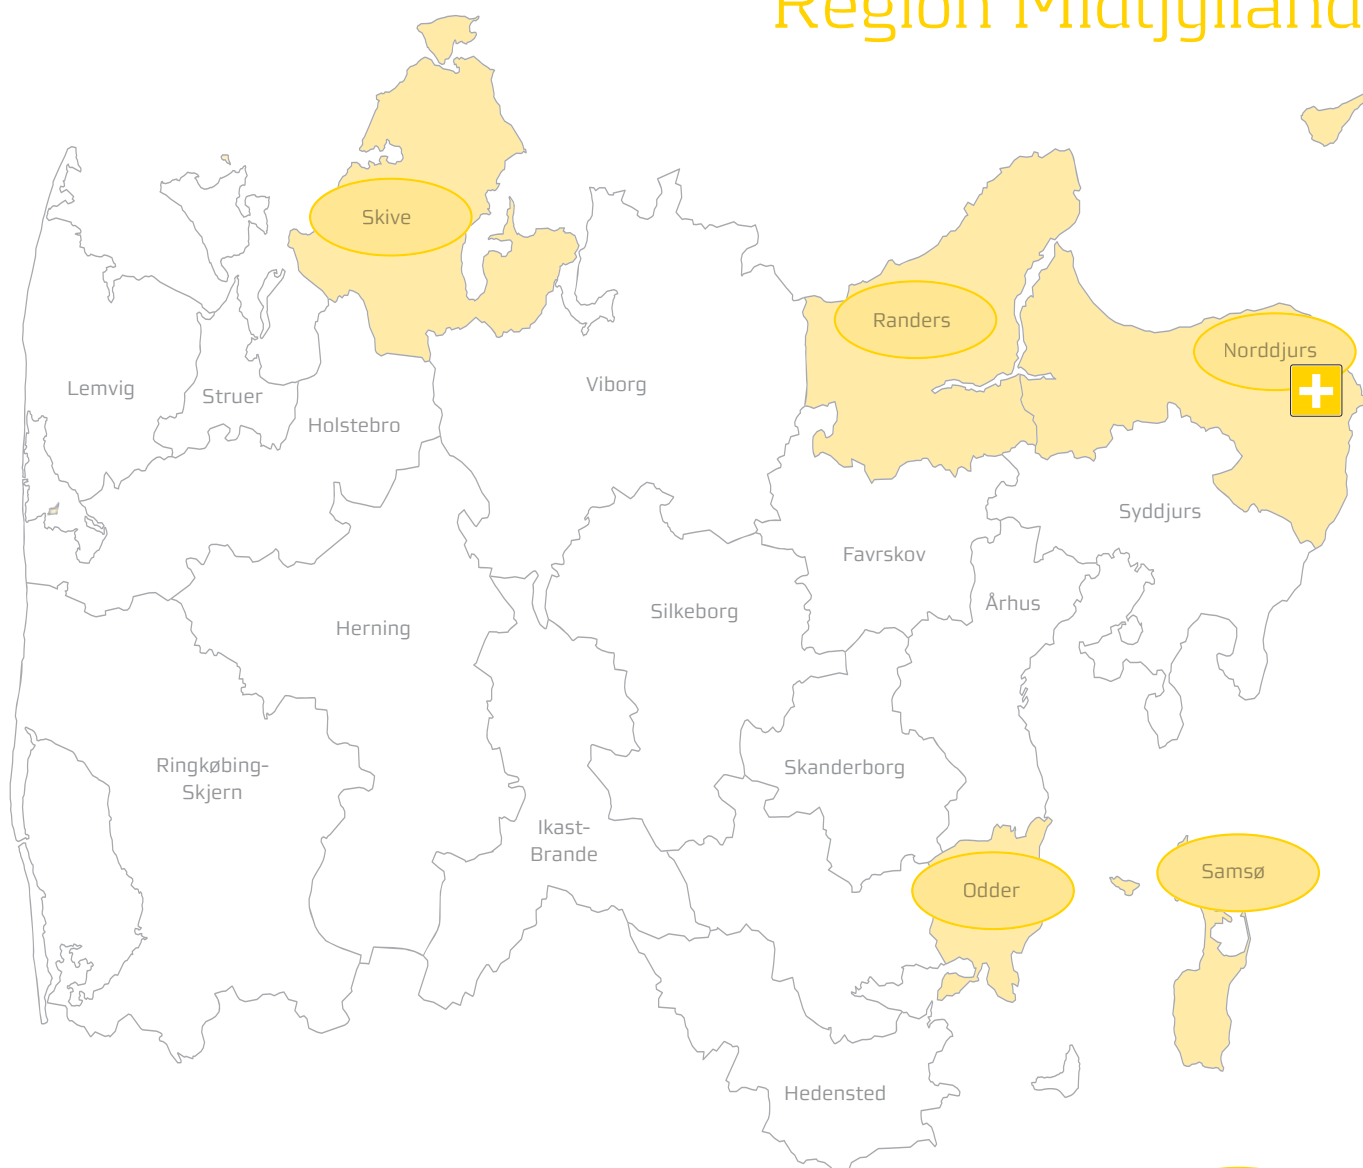 Region Midtjylland
Skive
Randers
Norddjurs
Lemvig
Struer
Viborg
Holstebro
Syddjurs
Favrskov
Århus
Silkeborg
Herning
Ringkøbing-
Skjern
Skanderborg
Ikast-
Brande
Samsø
Odder
Hedensted